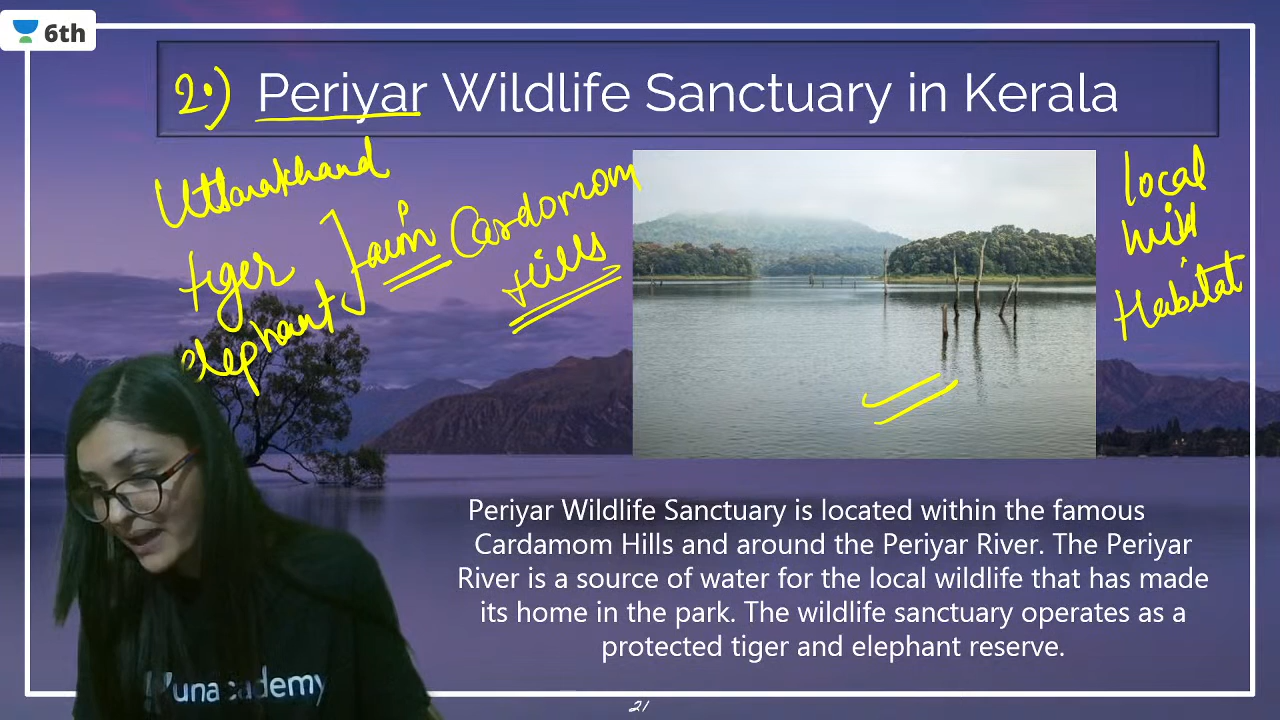 6th
2.) Periyar Wildlife Sanctuary in Kerala
Uttarakhand
tiger
elephant
aim
Cardomom
Hills
local
wild
Habitat
Periyar Wildlife Sanctuary is located within the famous
Cardamom Hills and around the Periyar River. The Periyar
River is a source of water for the local wildlife that has made
its home in the park. The wildlife sanctuary operates as a
protected tiger and elephant reserve.
unacademy
21